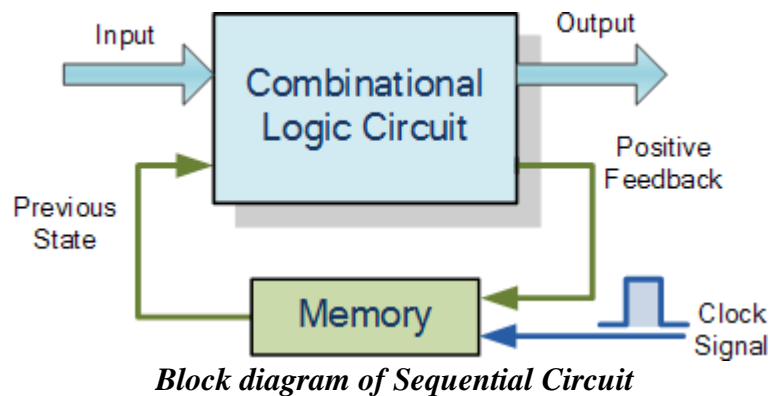 Input
Output
Combinational
Logic Circuit
Positive
Feedback
Previous
State
Memory
Clock
Signal
Block diagram of Sequential Circuit